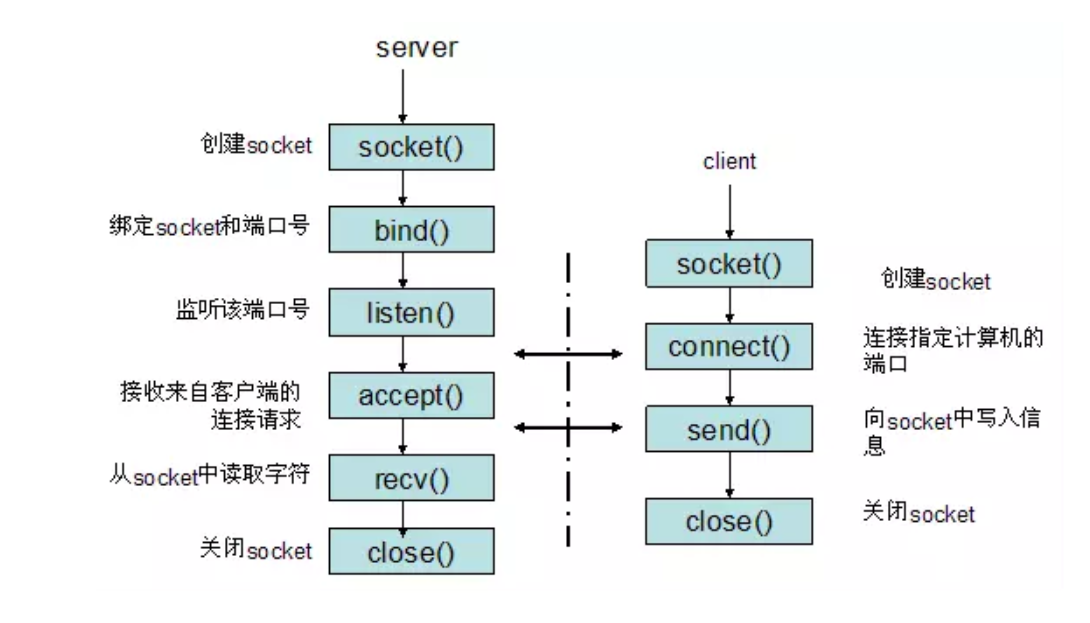 server
创建socket
socket()
绑定socket和端口号
bind()
监听该端口号
listen()
接收来自客户端的
连接请求
accept()
从socket中读取字符
recv()
关闭socket
close()
client
socket()
创建socket
connect()
连接指定计算机的
端口
send()
向socket中写入信
息
close()
关闭socket